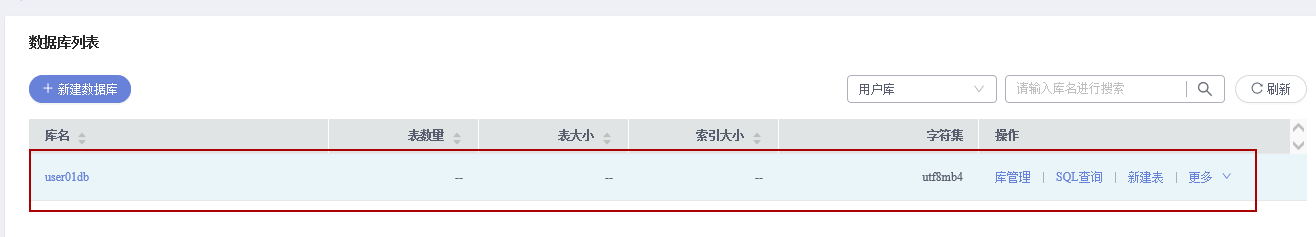 数据库列表
+ 新建数据库 用户库 请输入库名进行搜索 刷新
库名 表数量 表大小 索引大小 字符集 操作
user01db -- -- -- utf8mb4 库管理 | SQL查询 | 新建表 | 更多